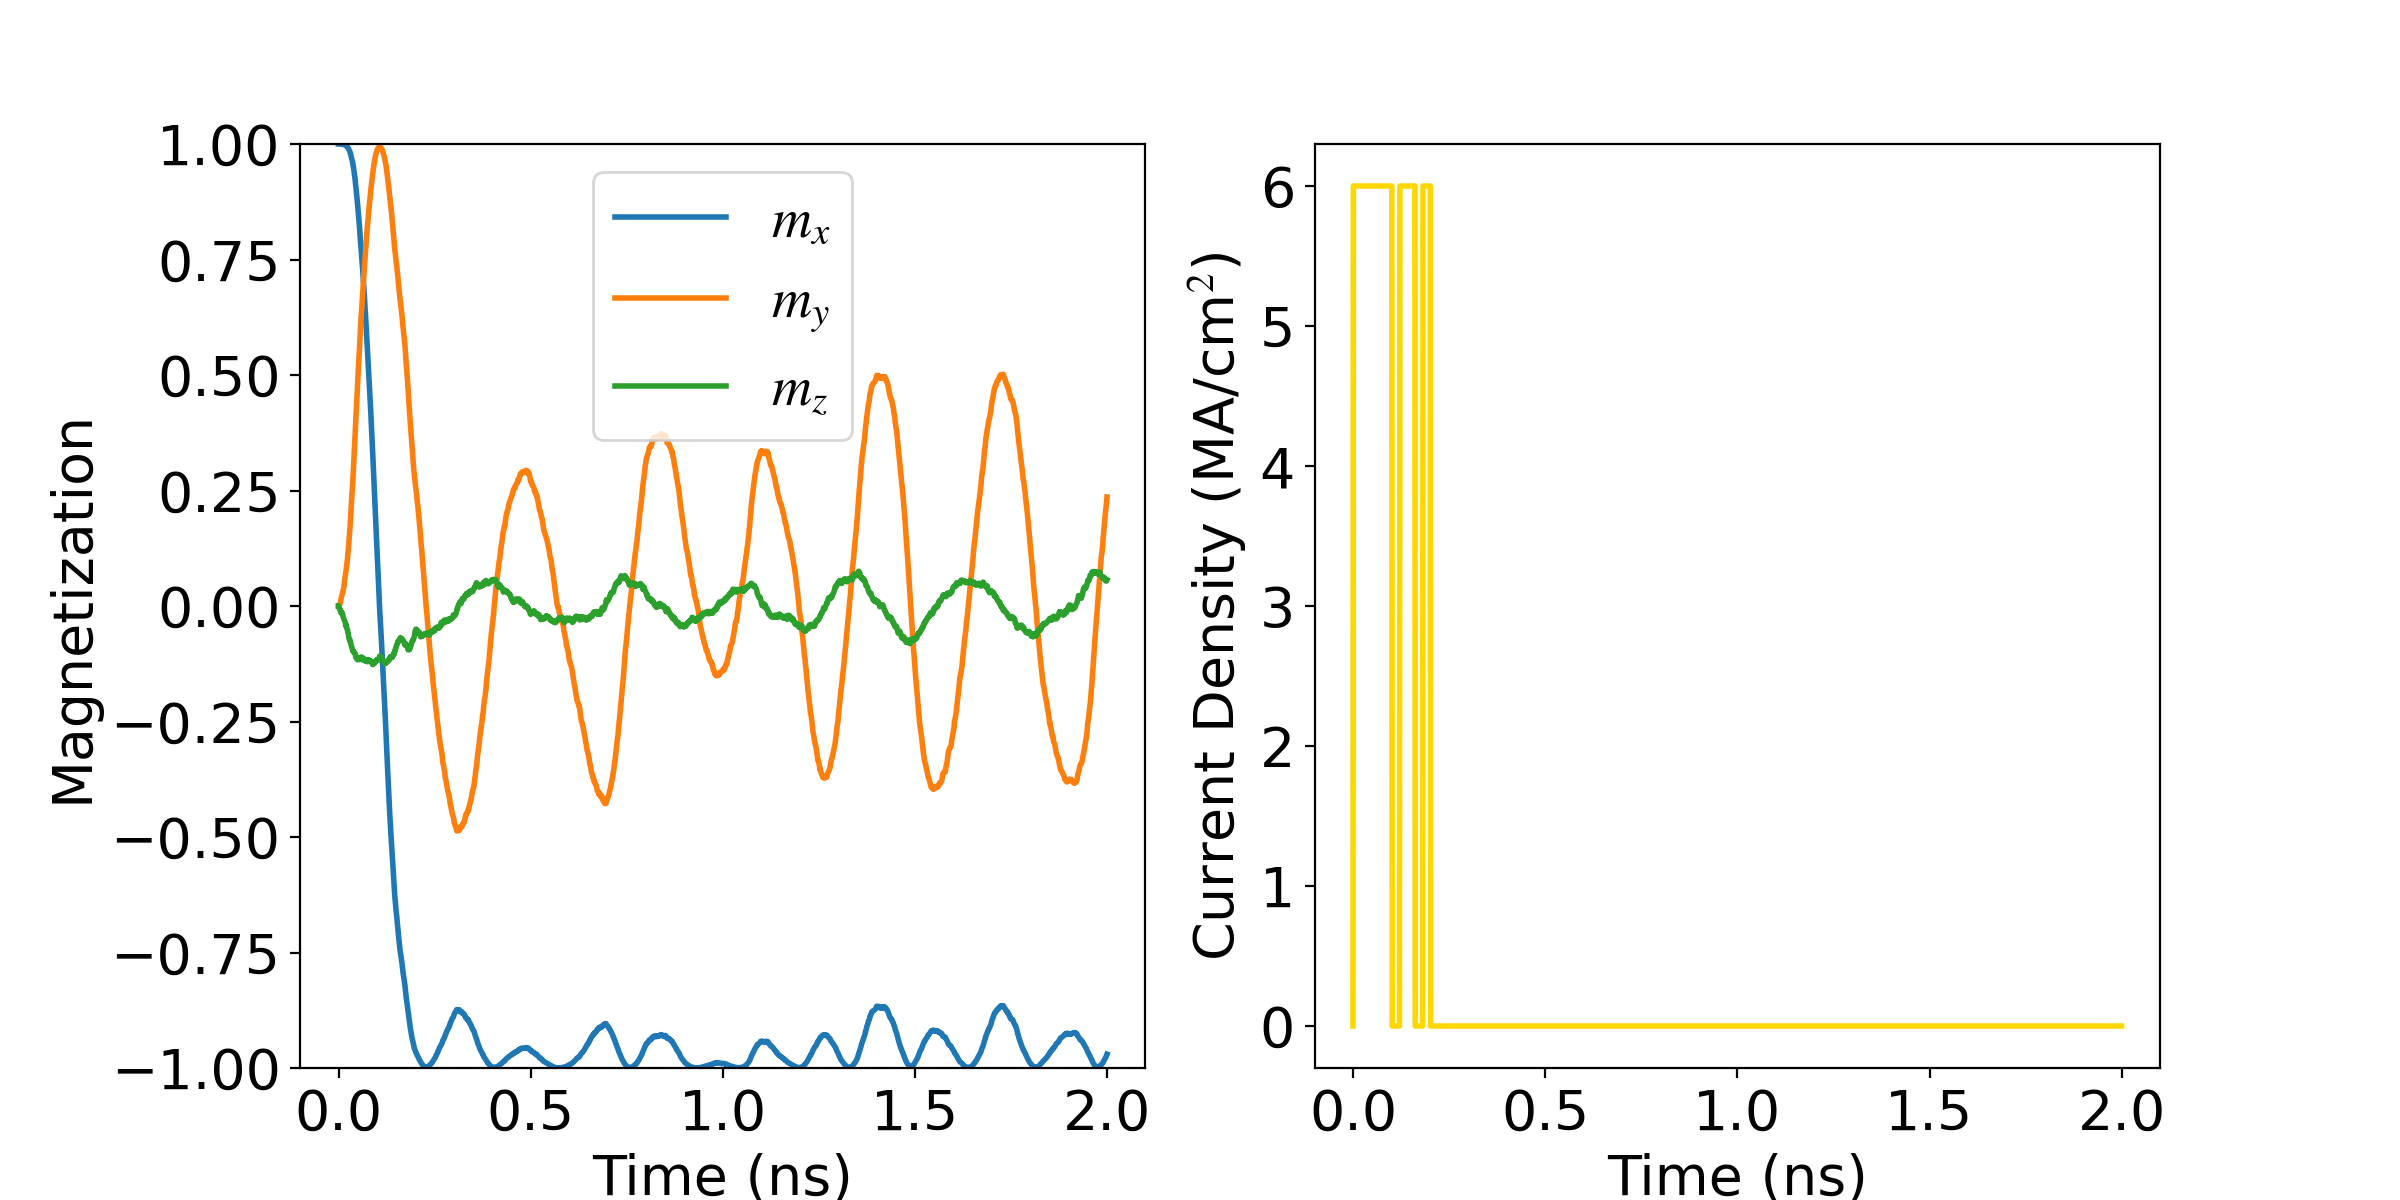 1.00
0.75
0.50
0.25
0.00
−0.25
−0.50
−0.75
−1.00
Magnetization
0.0 0.5 1.0 1.5 2.0
Time (ns)
m_x
m_y
m_z
6
5
4
3
2
1
0
Current Density (MA/cm²)
0.0 0.5 1.0 1.5 2.0
Time (ns)